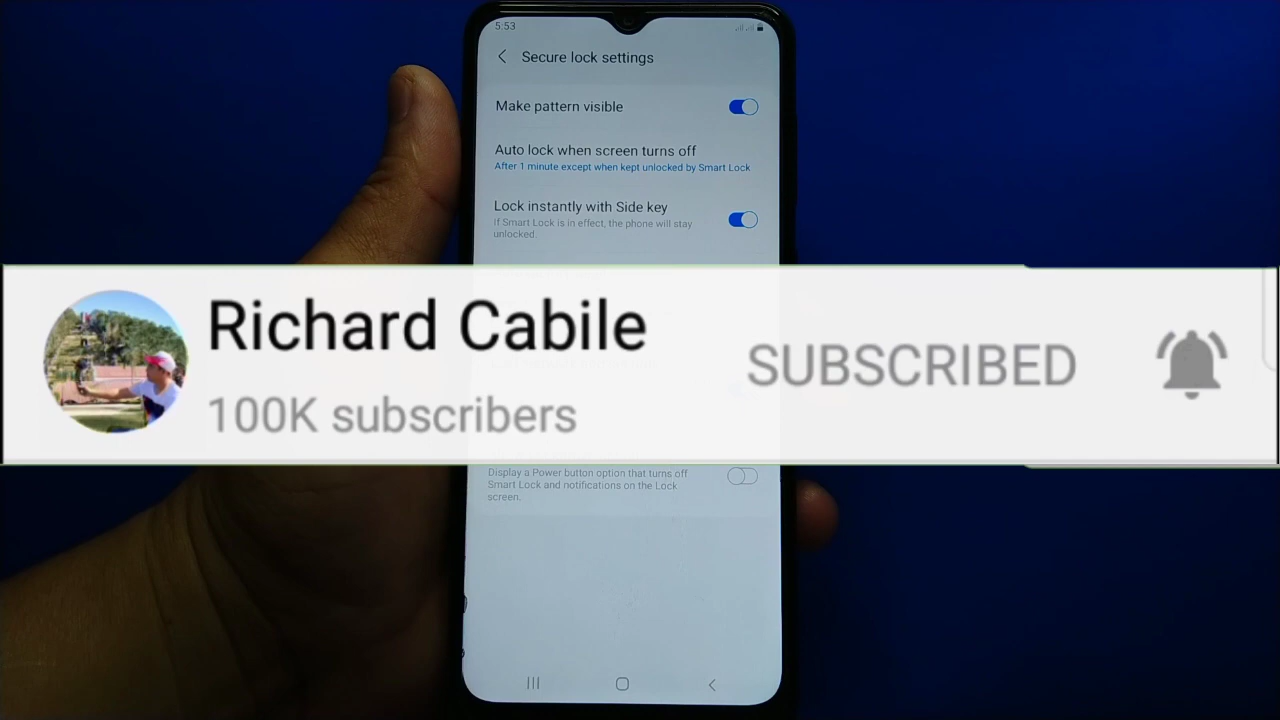 5:53
Secure lock settings
Make pattern visible
Auto lock when screen turns off
After 1 minute except when kept unlocked by Smart Lock
Lock instantly with Side key
If Smart Lock is in effect, the phone will stay
unlocked.
Richard Cabile
100K subscribers
SUBSCRIBED
Display a Power button option that turns off
Smart Lock and notifications on the Lock
screen.